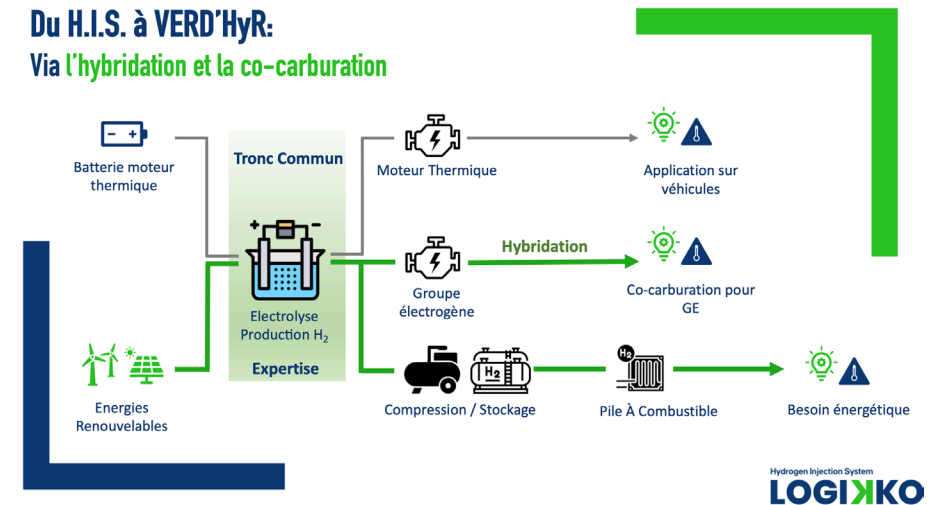 Du H.I.S. à VERD’HyR:
Via l’hybridation et la co-carburation
Batterie moteur
thermique
Tronc Commun
Moteur Thermique
Application sur
véhicules
Electrolyse
Production H₂
Expertise
Groupe
électrogène
Hybridation
Co-carburation pour
GE
Energies
Renouvelables
H₂
Compression / Stockage
H₂
Pile À Combustible
Besoin énergétique
Hydrogen Injection System
LOGIKKO